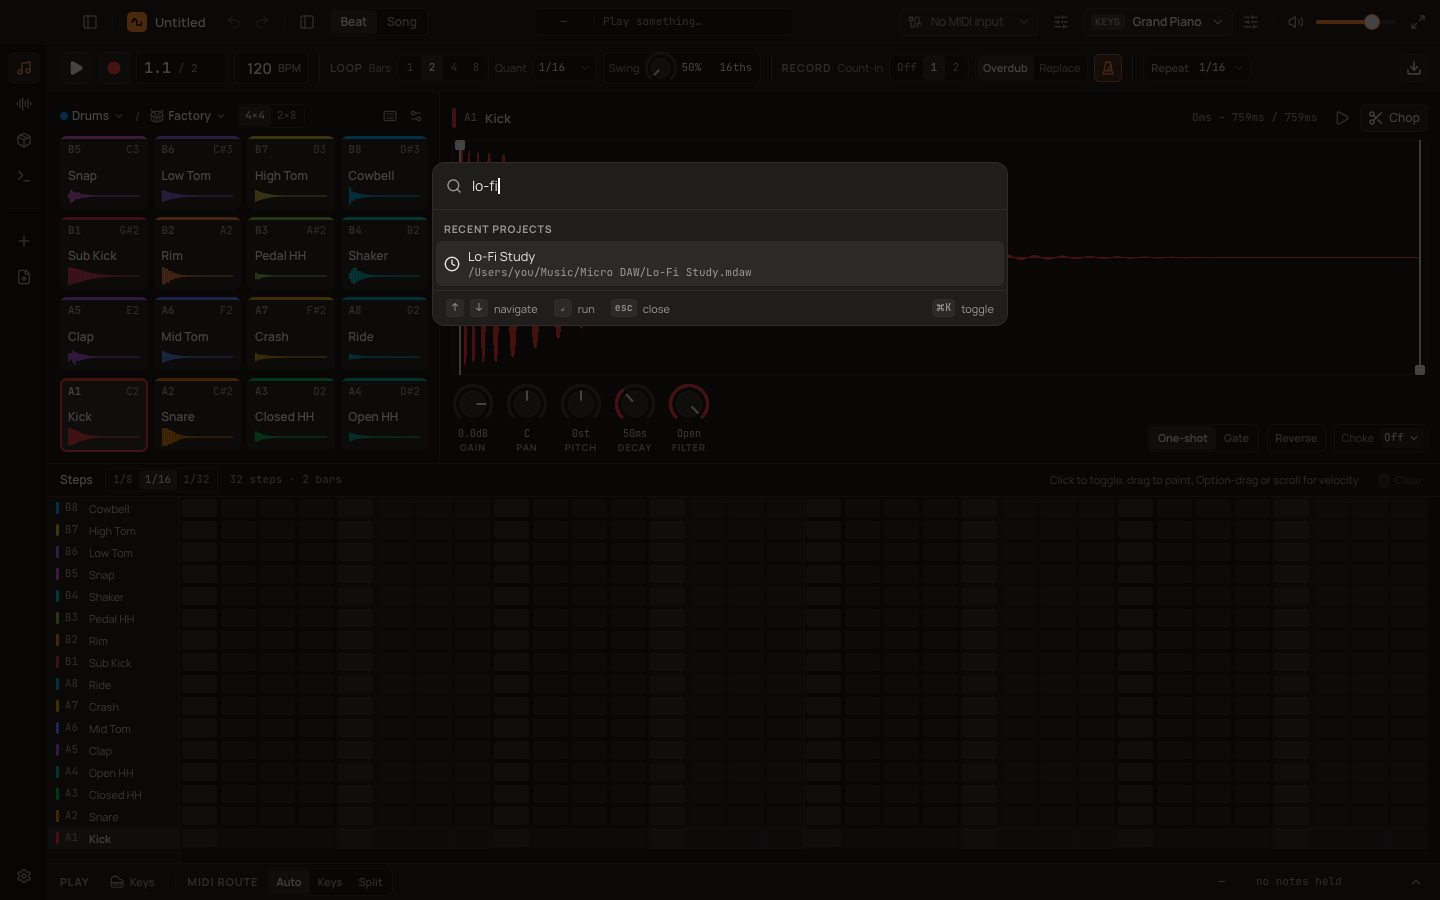 Untitled
Beat Song
– Play something…
No MIDI input
KEYS Grand Piano
1.1 / 2
120 BPM
LOOP Bars 1 2 4 8 Quant 1/16
Swing 50% 16ths
RECORD Count-in Off 1 2 Overdub Replace
Repeat 1/16
Drums / Factory 4×4 2×8
A1 Kick
0ms – 759ms / 759ms Chop
B5 C3
Snap
B6 C#3
Low Tom
B7 D3
High Tom
B8 D#3
Cowbell
B1 G#2
Sub Kick
B2 A2
Rim
B3 A#2
Pedal HH
B4 B2
Shaker
A5 E2
Clap
A6 F2
Mid Tom
A7 F#2
Crash
A8 G2
Ride
A1 C2
Kick
A2 C#2
Snare
A3 D2
Closed HH
A4 D#2
Open HH
lo-fi
RECENT PROJECTS
Lo-Fi Study
/Users/you/Music/Micro DAW/Lo-Fi Study.mdaw
↑ ↓ navigate ↲ run esc close ⌘K toggle
0.0dB C 0st 50ms Open
GAIN PAN PITCH DECAY FILTER
One-shot Gate Reverse Choke Off
Steps 1/8 1/16 1/32 32 steps · 2 bars
Click to toggle, drag to paint, Option-drag or scroll for velocity Clear
B8 Cowbell
B7 High Tom
B6 Low Tom
B5 Snap
B4 Shaker
B3 Pedal HH
B2 Rim
B1 Sub Kick
A8 Ride
A7 Crash
A6 Mid Tom
A5 Clap
A4 Open HH
A3 Closed HH
A2 Snare
A1 Kick
PLAY Keys MIDI ROUTE Auto Keys Split
– no notes held